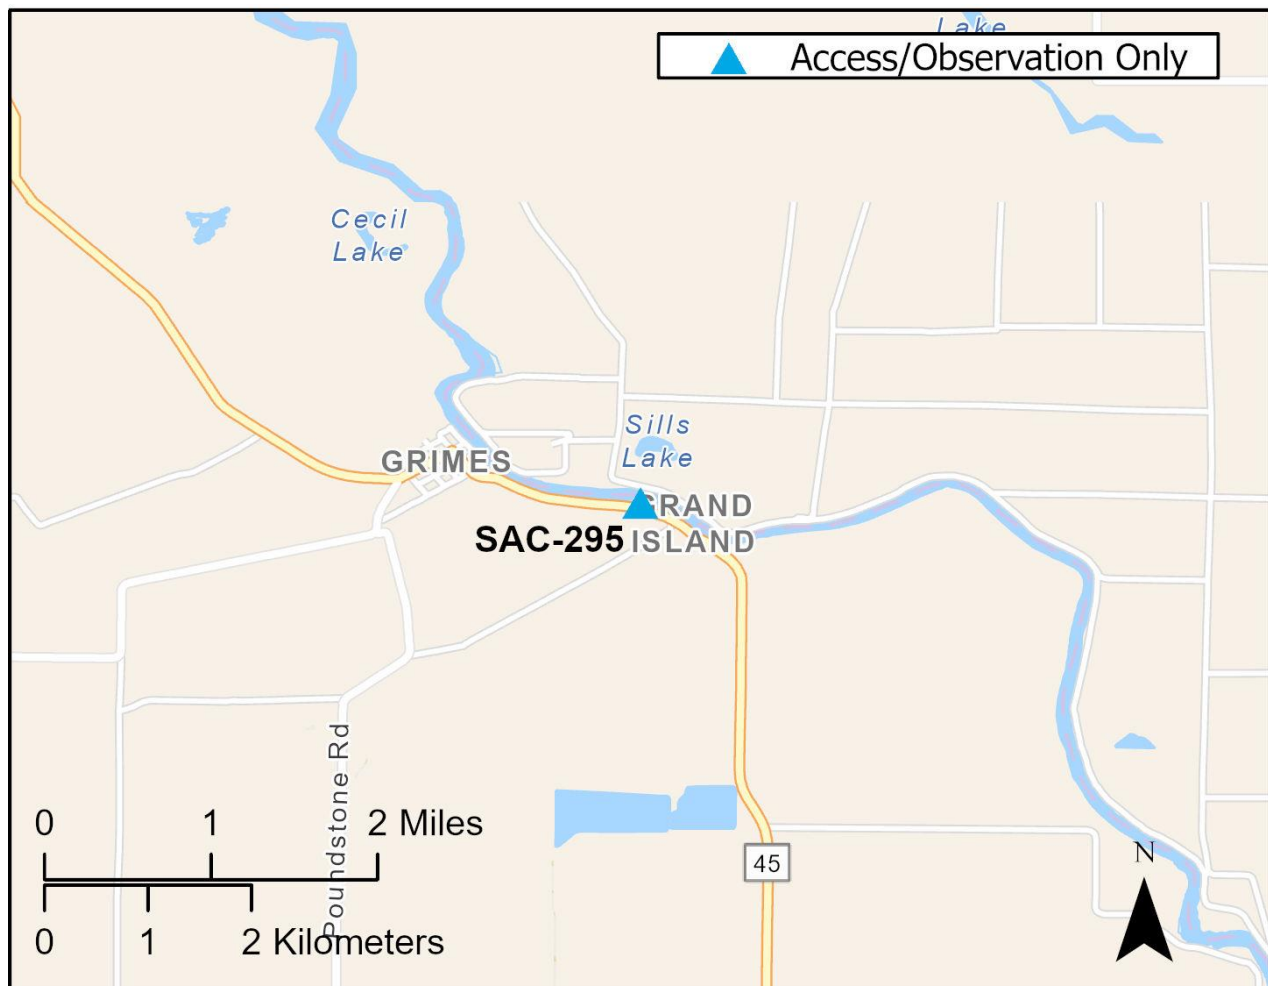 Lake
Access/Observation Only
Cecil
Lake
Sills
Lake
GRIMES
GRAND
SAC-295
ISLAND
Poundstone Rd
0 1 2 Miles
45
N
0 1 2 Kilometers